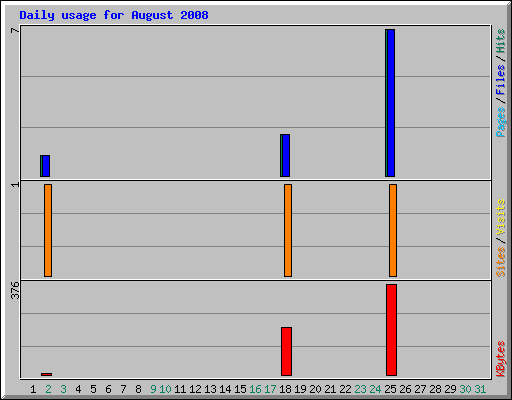 Daily usage for August 2008
7
Pages/Files/Hits
1
Sites/Visits
376
KBytes
1 2 3 4 5 6 7 8 9 10 11 12 13 14 15 16 17 18 19 20 21 22 23 24 25 26 27 28 29 30 31